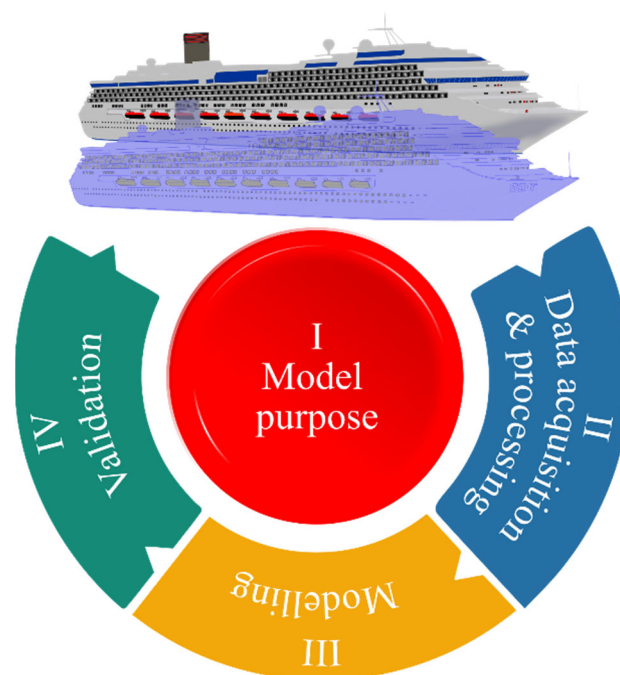 I
Model
purpose
II
Data acquisition
& processing
III
Modelling
IV
Validation